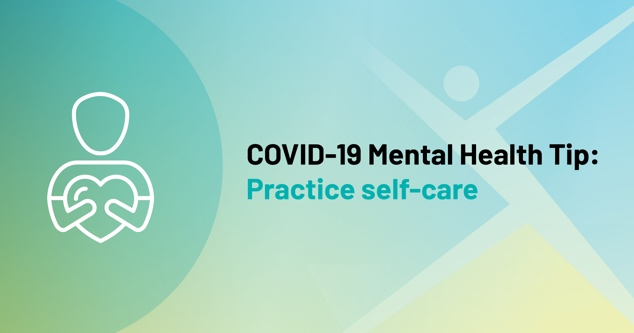 COVID-19 Mental Health Tip:
Practice self-care